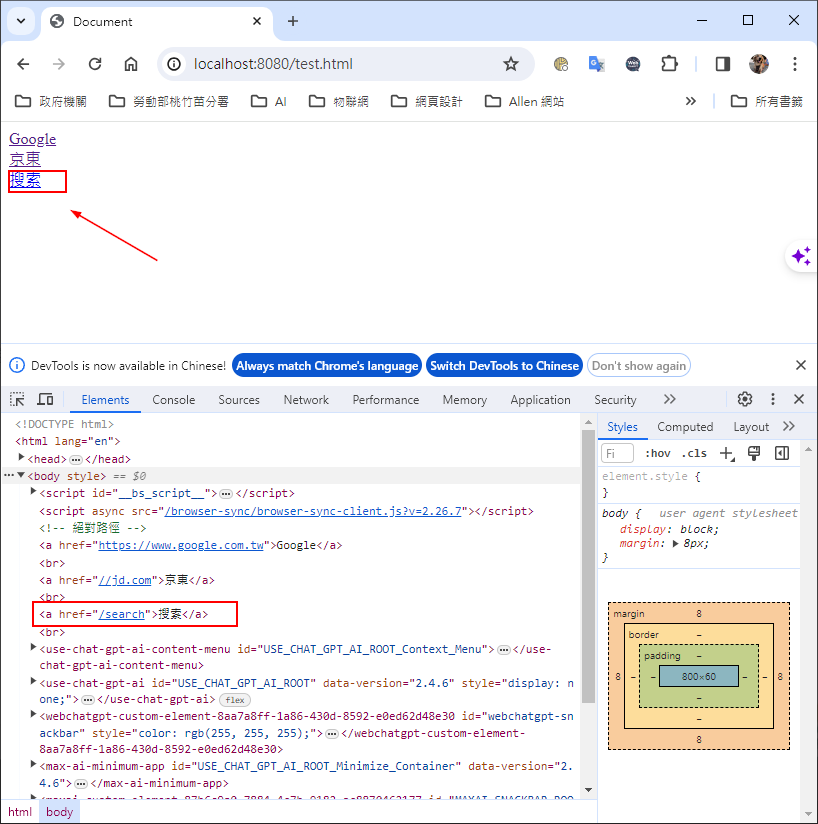 Document
localhost:8080/test.html
政府機關 勞動部桃竹苗分署 AI 物聯網 網頁設計 Allen 網站 » 所有書籤
Google
京東
搜索
DevTools is now available in Chinese! Always match Chrome's language Switch DevTools to Chinese Don't show again
Elements Console Sources Network Performance Memory Application Security »
Styles Computed Layout »
<!DOCTYPE html>
<html lang="en">
<head>…</head>
<body style> == $0
<script id="__bs_script__">…</script>
<script async src="/browser-sync/browser-sync-client.js?v=2.26.7"></script>
<!-- 絕對路徑 -->
<a href="https://www.google.com.tw">Google</a>
<br>
<a href="//jd.com">京東</a>
<br>
<a href="/search">搜索</a>
<br>
<use-chat-gpt-ai-content-menu id="USE_CHAT_GPT_AI_ROOT_Context_Menu">…</use-
chat-gpt-ai-content-menu>
<use-chat-gpt-ai id="USE_CHAT_GPT_AI_ROOT" data-version="2.4.6" style="display: n
one;">…</use-chat-gpt-ai> flex
<webchatgpt-custom-element-8aa7a8ff-1a86-430d-8592-e0ed62d48e30 id="webchatgpt-sn
ackbar" style="color: rgb(255, 255, 255);">…</webchatgpt-custom-element-
8aa7a8ff-1a86-430d-8592-e0ed62d48e30>
<max-ai-minimum-app id="USE_CHAT_GPT_AI_ROOT_Minimize_Container" data-version="2.
4.6">…</max-ai-minimum-app>
html body
Fi :hov .cls
element.style {
}
body { user agent stylesheet
display: block;
margin: 8px;
}
margin 8
border –
padding –
8 – – 800×60 – – 8
–
–
8